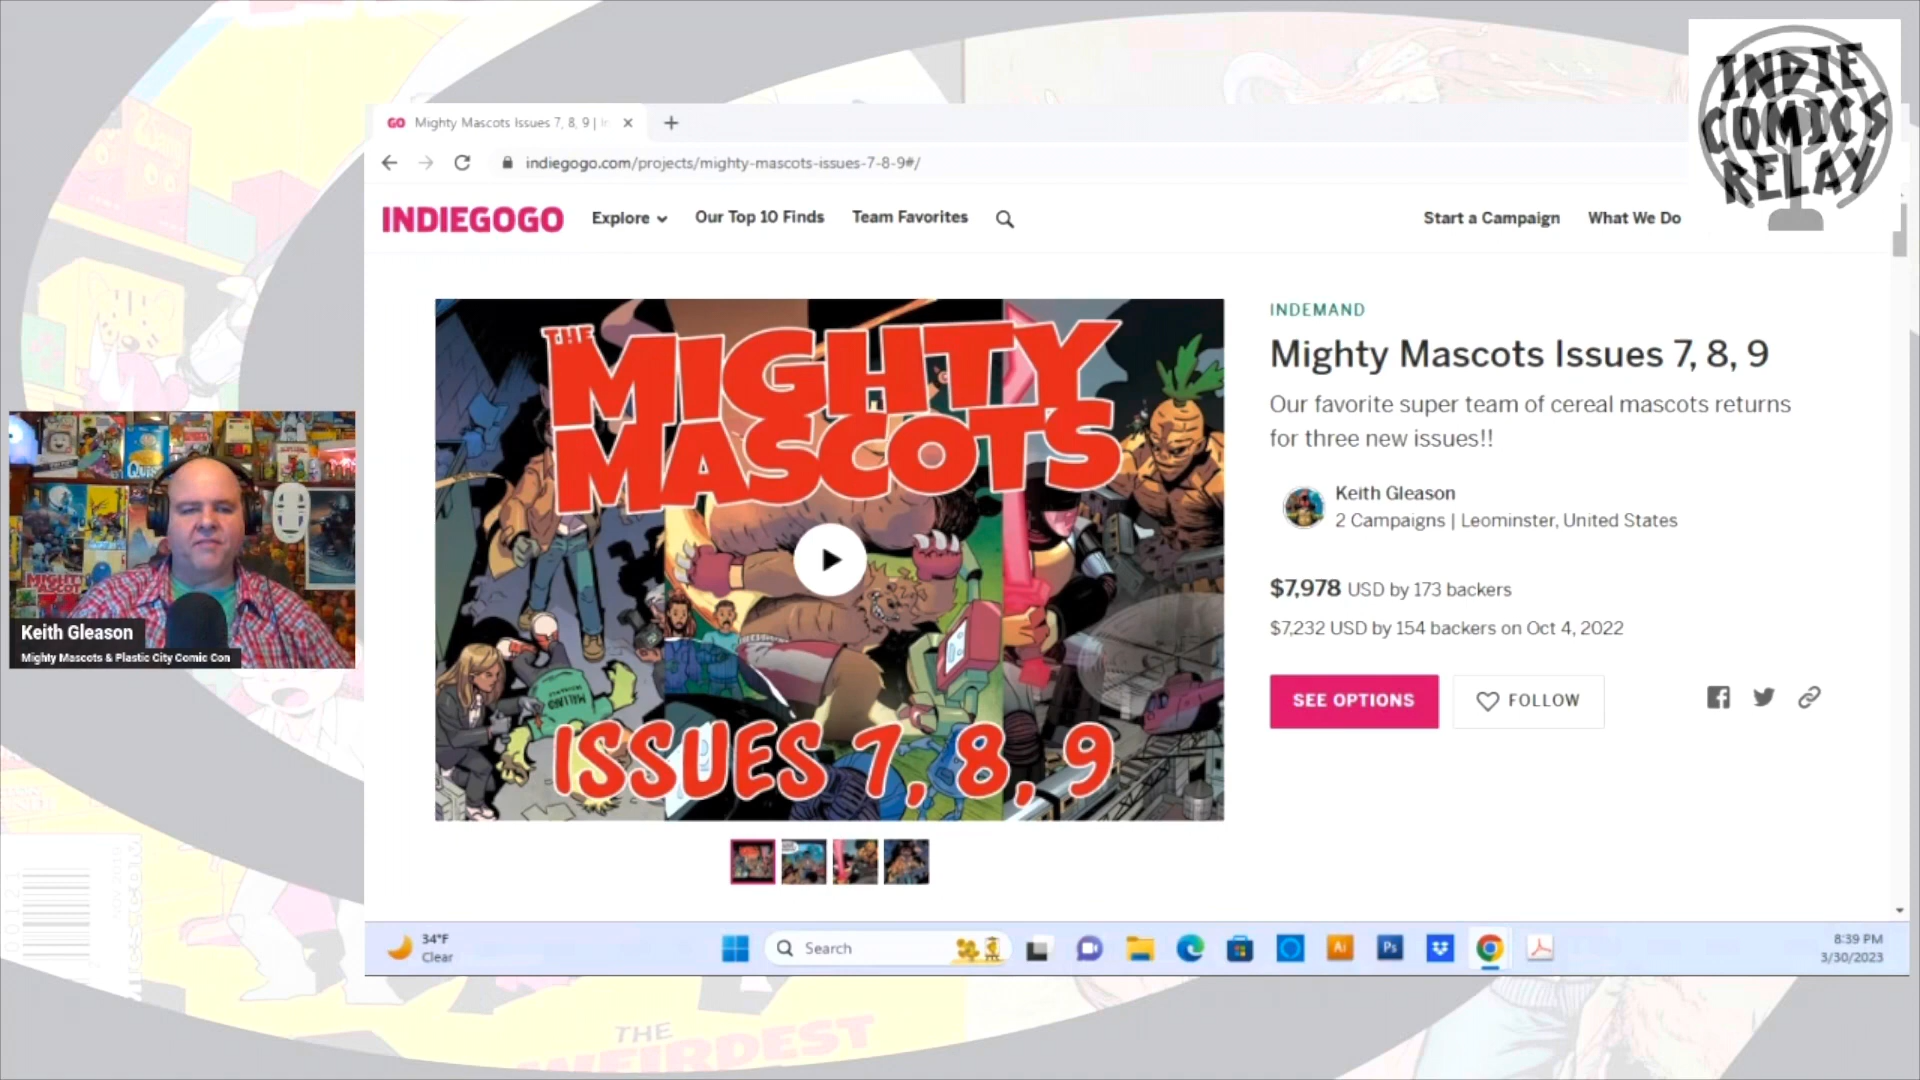 INDIE
COMICS
RELAY
GO Mighty Mascots Issues 7, 8, 9 |
indiegogo.com/projects/mighty-mascots-issues-7-8-9#/
INDIEGOGO Explore Our Top 10 Finds Team Favorites Start a Campaign What We Do
THE
MIGHTY
MASCOTS
ISSUES 7, 8, 9
INDEMAND
Mighty Mascots Issues 7, 8, 9
Our favorite super team of cereal mascots returns
for three new issues!!
Keith Gleason
2 Campaigns | Leominster, United States
$7,978 USD by 173 backers
$7,232 USD by 154 backers on Oct 4, 2022
SEE OPTIONS FOLLOW
MIGHTY
MASCOT
Keith Gleason
Mighty Mascots & Plastic City Comic Con
34°F
Clear
Search
Ai
Ps
8:39 PM
3/30/2023
THE
WEIRDEST